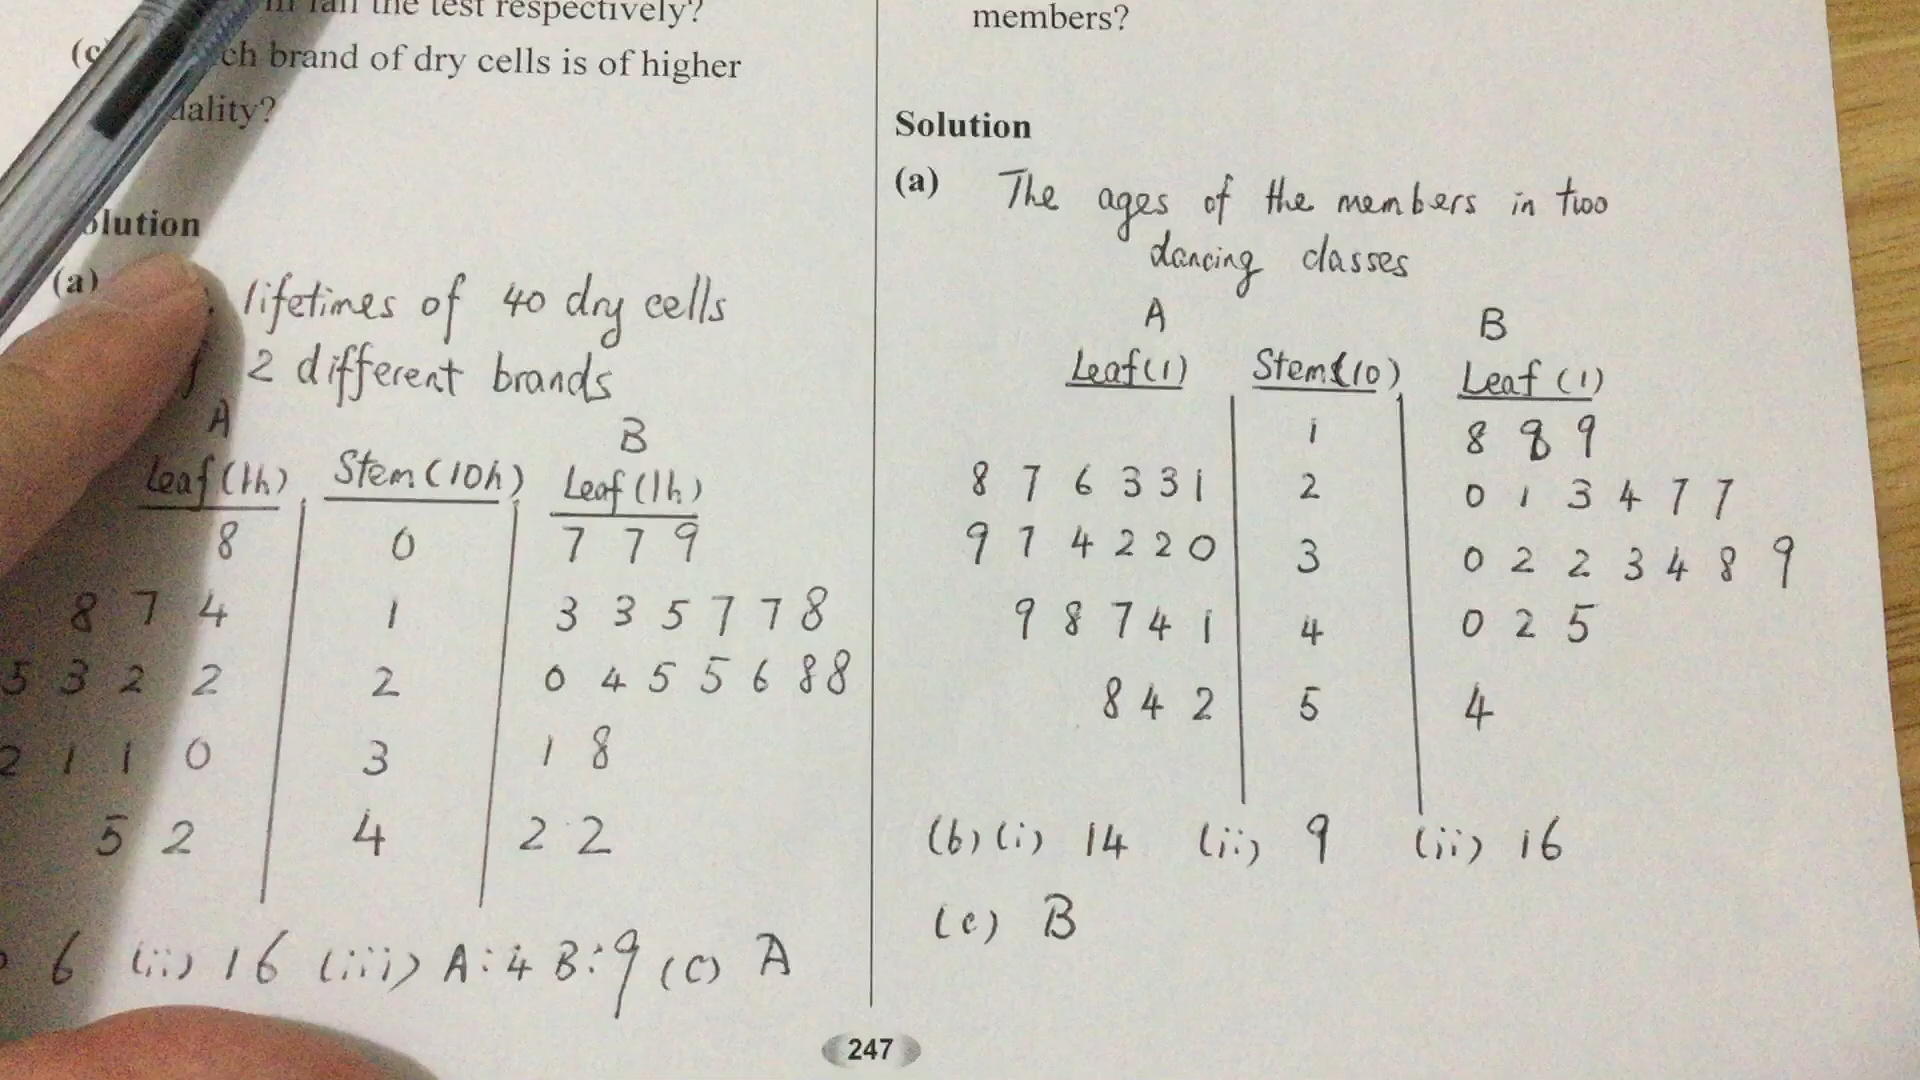 fail the test respectively?
(c) brand of dry cells is of higher
Solution
(a) lifetimes of 40 dry cells
2 different brands
A B
Leaf (1h) Stem (10h) Leaf (1h)
8 0 7 7 9
8 7 4 1 3 3 5 7 7 8
5 3 2 2 2 0 4 5 5 6 8 8
2 1 1 0 3 1 8
5 2 4 2 2
6 (ii) 16 (iii) A:4 B:9 (c) A
members?
Solution
(a) The ages of the members in two
dancing classes
A B
Leaf (1) Stem (10) Leaf (1)
1 8 8 9
8 7 6 3 3 1 2 0 1 3 4 7 7
9 7 4 2 2 0 3 0 2 2 3 4 8 9
9 8 7 4 1 4 0 2 5
8 4 2 5 4
(b) (i) 14 (ii) 9 (ii) 16
(c) B
247